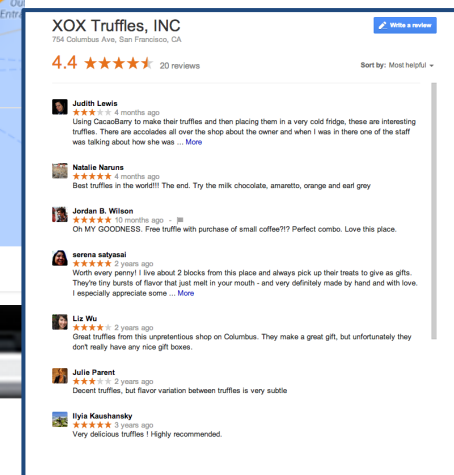 Ou
Entra
XOX Truffles, INC
Write a review
754 Columbus Ave, San Francisco, CA
4.4 20 reviews
Sort by: Most helpful
Judith Lewis
4 months ago
Using CacaoBarry to make their truffles and then placing them in a very cold fridge, these are interesting
truffles. There are accolades all over the shop about the owner and when I was in there one of the staff
was talking about how she was ... More
Natalie Naruns
4 months ago
Best truffles in the world!!! The end. Try the milk chocolate, amaretto, orange and earl grey
Jordan B. Wilson
10 months ago -
Oh MY GOODNESS. Free truffle with purchase of small coffee?!? Perfect combo. Love this place.
serena satyasai
2 years ago
Worth every penny! I live about 2 blocks from this place and always pick up their treats to give as gifts.
They're tiny bursts of flavor that just melt in your mouth - and very definitely made by hand and with love.
I especially appreciate some ... More
Liz Wu
2 years ago
Great truffles from this unpretentious shop on Columbus. They make a great gift, but unfortunately they
don't really have any nice gift boxes.
Julie Parent
2 years ago
Decent truffles, but flavor variation between truffles is very subtle
Ilyia Kaushansky
3 years ago
Very delicious truffles ! Highly recommended.